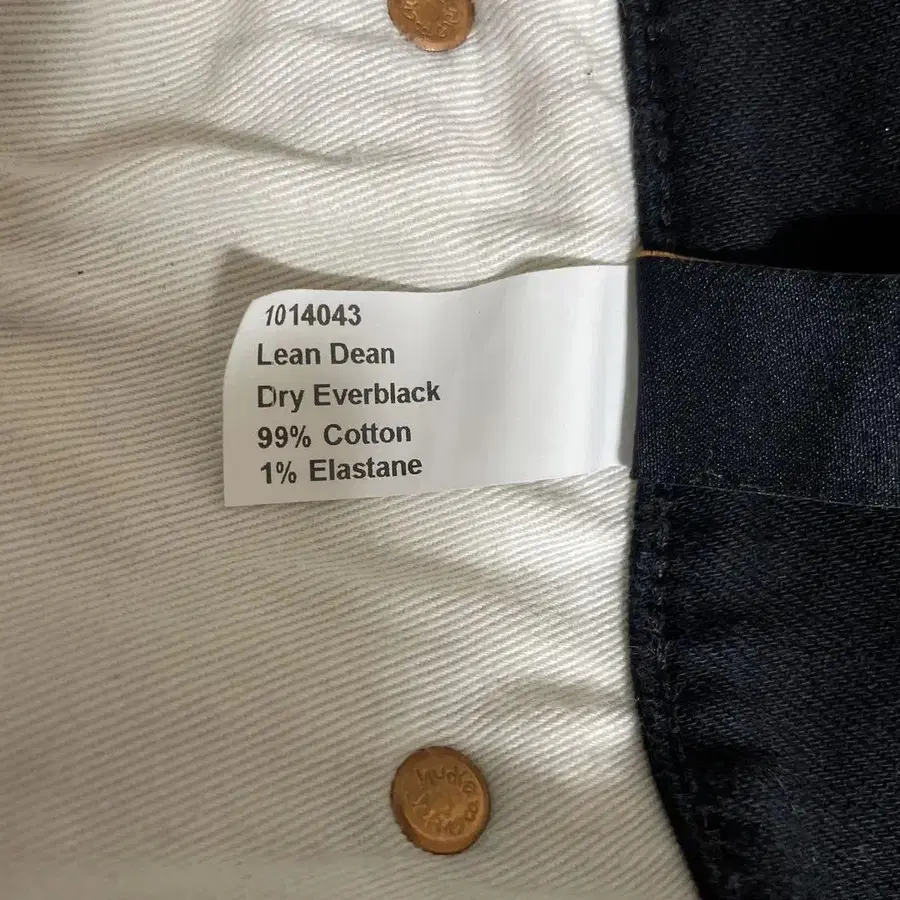 1014043
Lean Dean
Dry Everblack
99% Cotton
1% Elastane